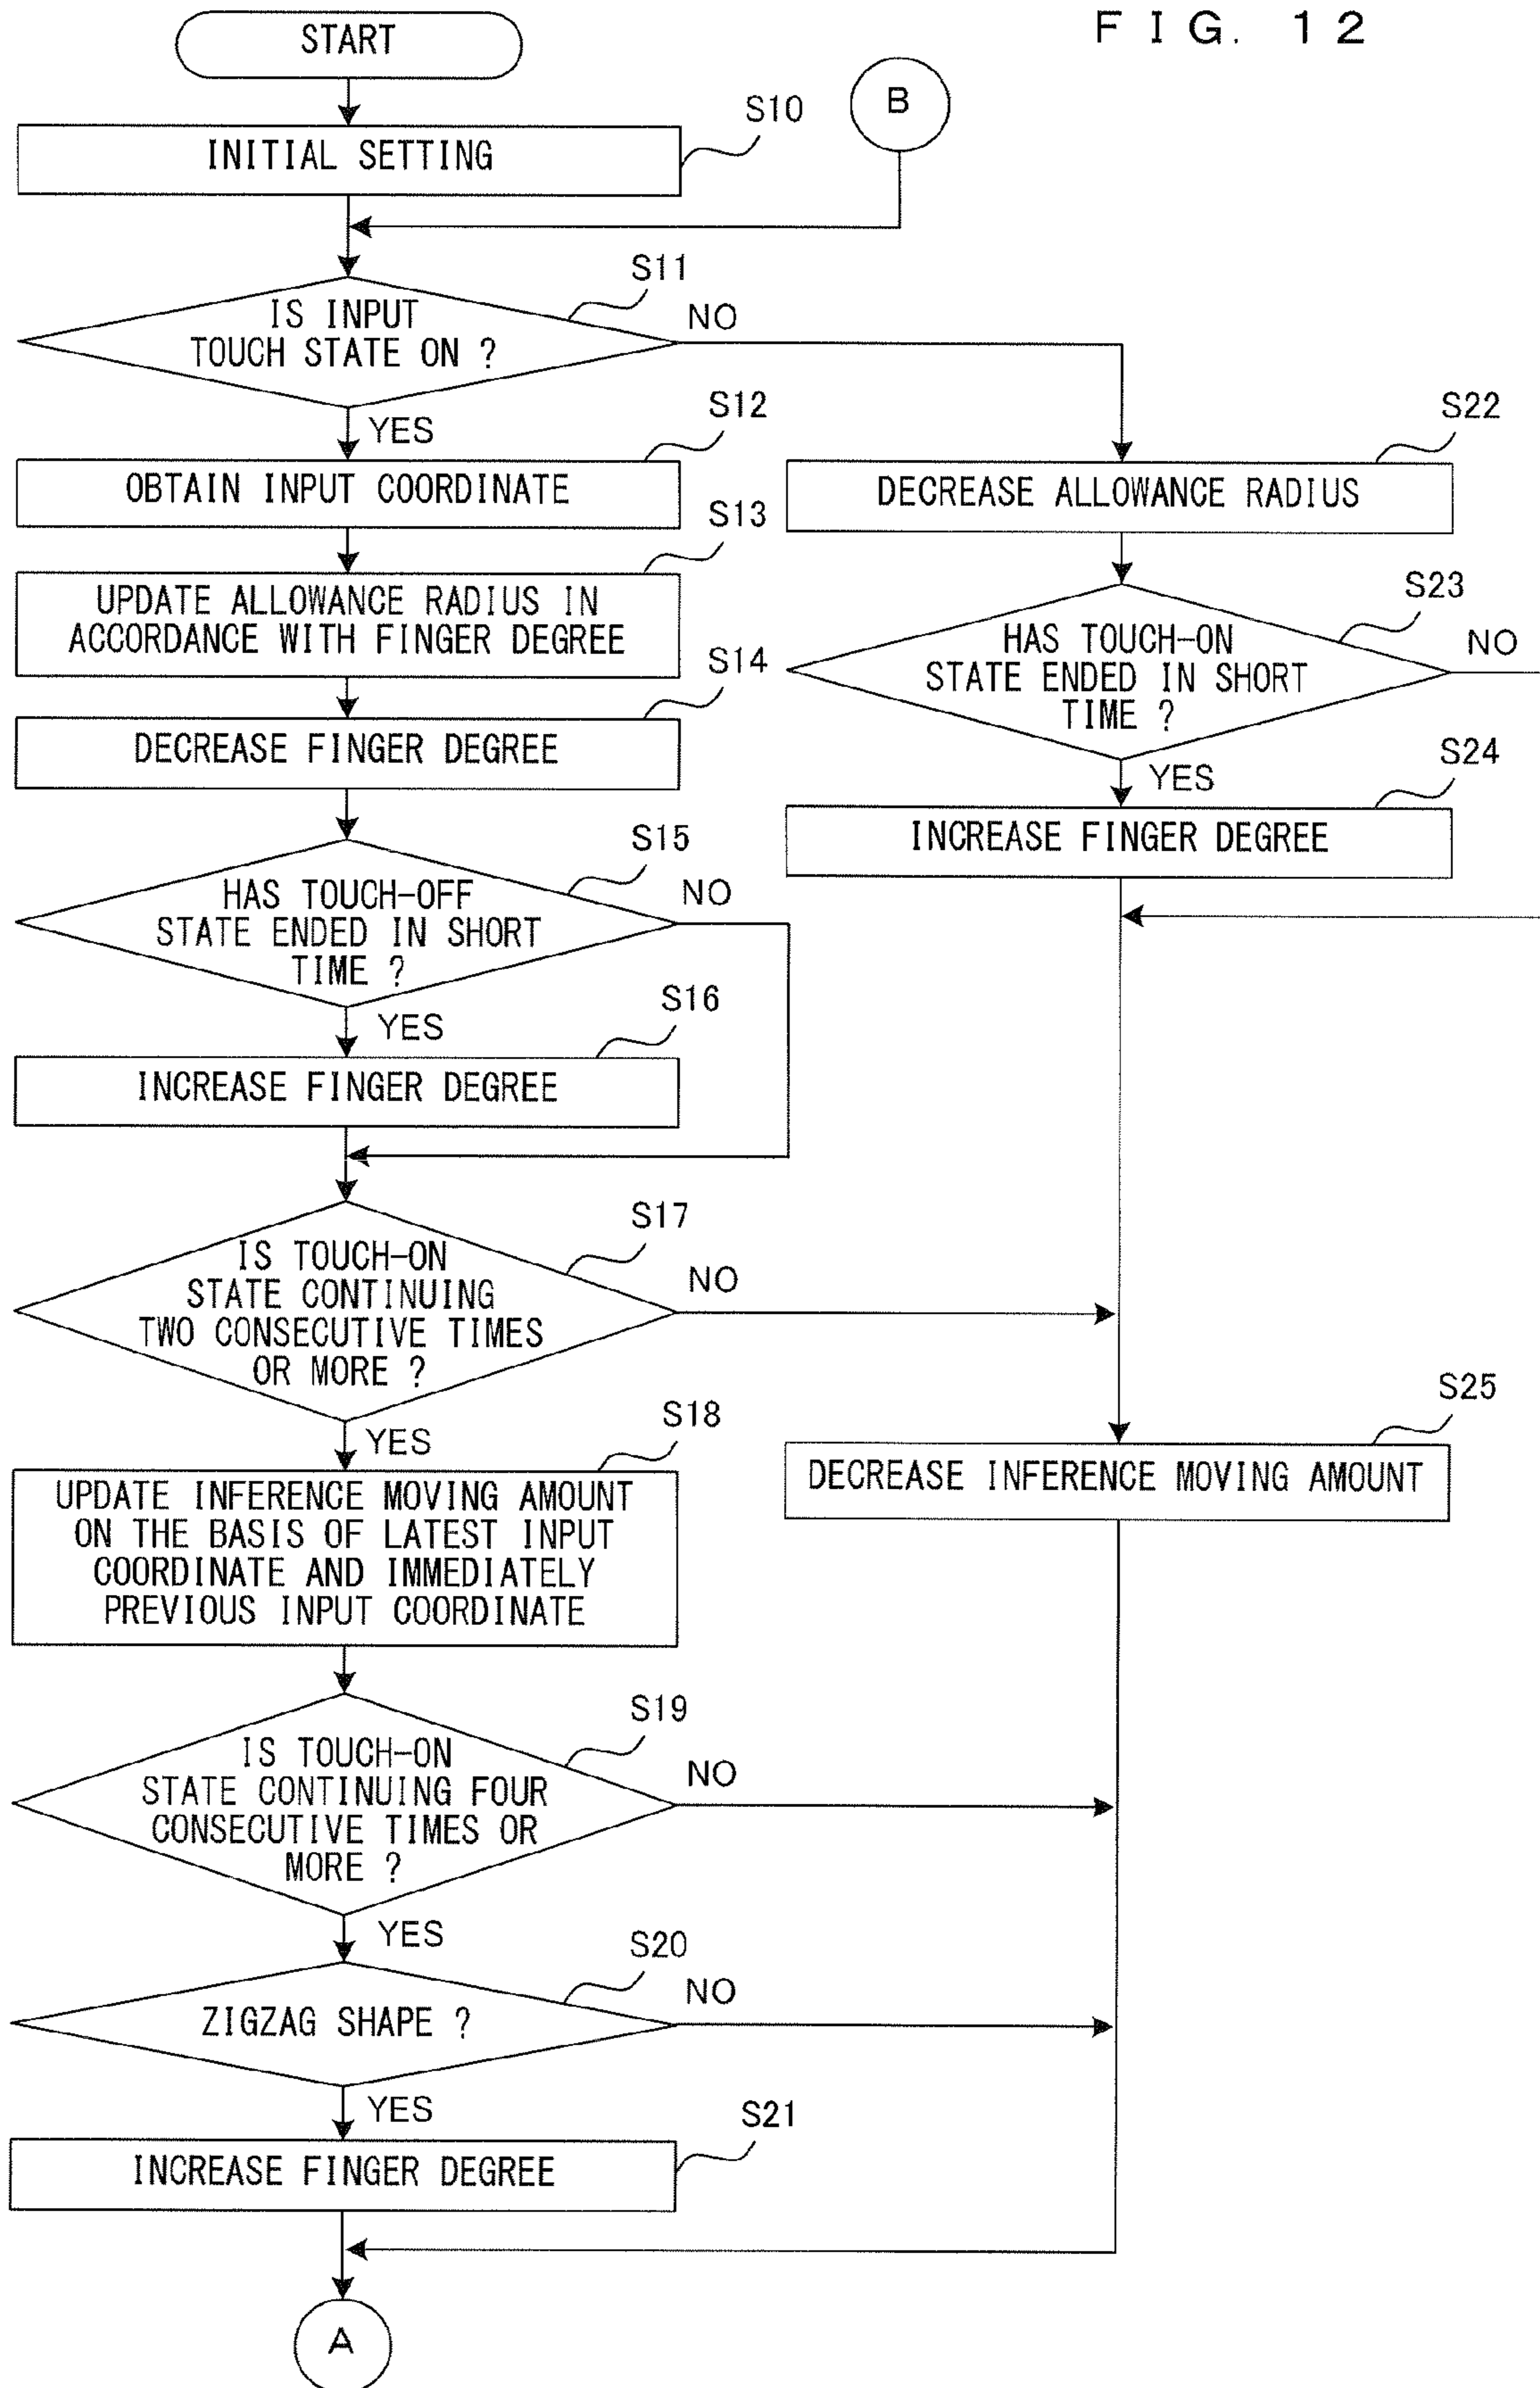 FIG. 12
START
B
S10
INITIAL SETTING
S11
IS INPUT
TOUCH STATE ON ?
NO
YES
S12
OBTAIN INPUT COORDINATE
S13
UPDATE ALLOWANCE RADIUS IN
ACCORDANCE WITH FINGER DEGREE
S14
DECREASE FINGER DEGREE
S15
HAS TOUCH-OFF
STATE ENDED IN SHORT
TIME ?
NO
YES
S16
INCREASE FINGER DEGREE
S17
IS TOUCH-ON
STATE CONTINUING
TWO CONSECUTIVE TIMES
OR MORE ?
NO
YES
S18
UPDATE INFERENCE MOVING AMOUNT
ON THE BASIS OF LATEST INPUT
COORDINATE AND IMMEDIATELY
PREVIOUS INPUT COORDINATE
S19
IS TOUCH-ON
STATE CONTINUING FOUR
CONSECUTIVE TIMES OR
MORE ?
NO
YES
S20
ZIGZAG SHAPE ?
NO
YES
S21
INCREASE FINGER DEGREE
A
S22
DECREASE ALLOWANCE RADIUS
S23
HAS TOUCH-ON
STATE ENDED IN SHORT
TIME ?
NO
YES
S24
INCREASE FINGER DEGREE
S25
DECREASE INFERENCE MOVING AMOUNT